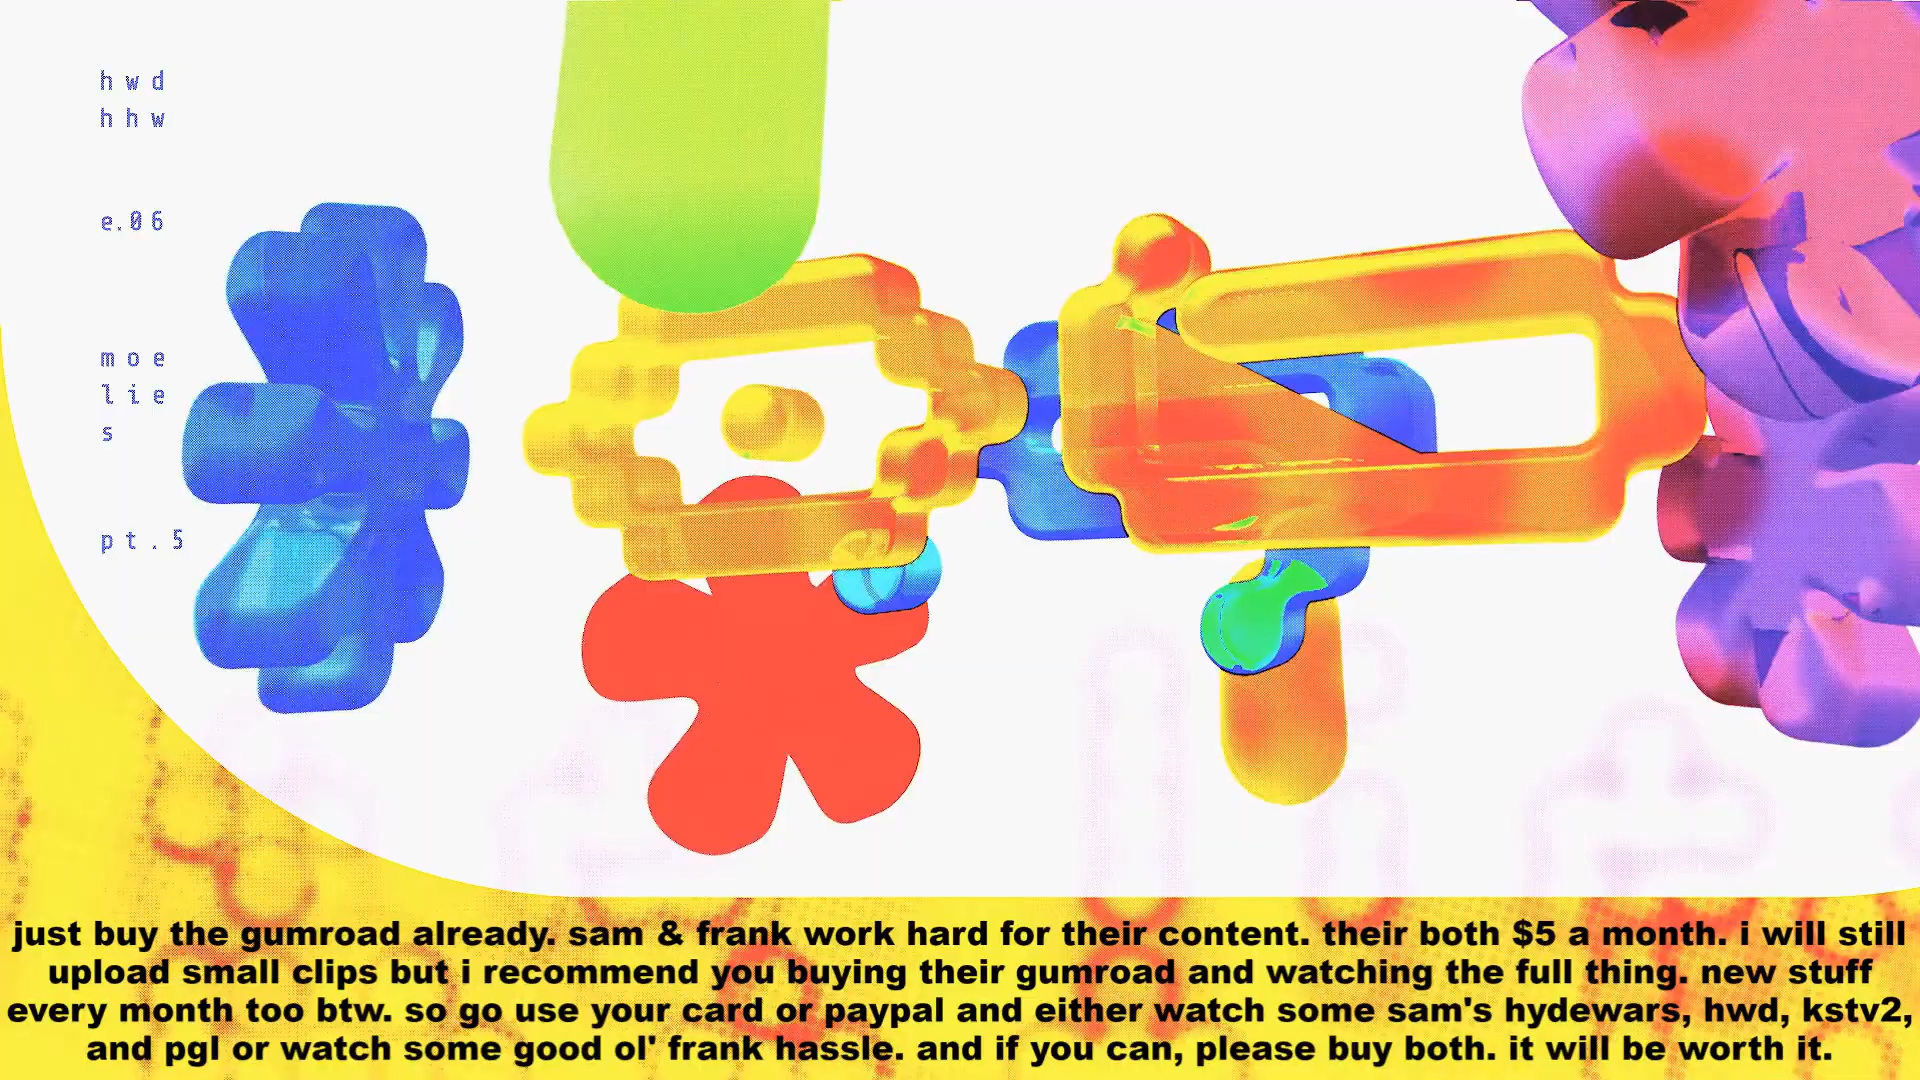 h w d
h h w
e.06
m o e
l i e
s
p t . 5
just buy the gumroad already. sam & frank work hard for their content. their both $5 a month. i will still
upload small clips but i recommend you buying their gumroad and watching the full thing. new stuff
every month too btw. so go use your card or paypal and either watch some sam's hydewars, hwd, kstv2,
and pgl or watch some good ol' frank hassle. and if you can, please buy both. it will be worth it.